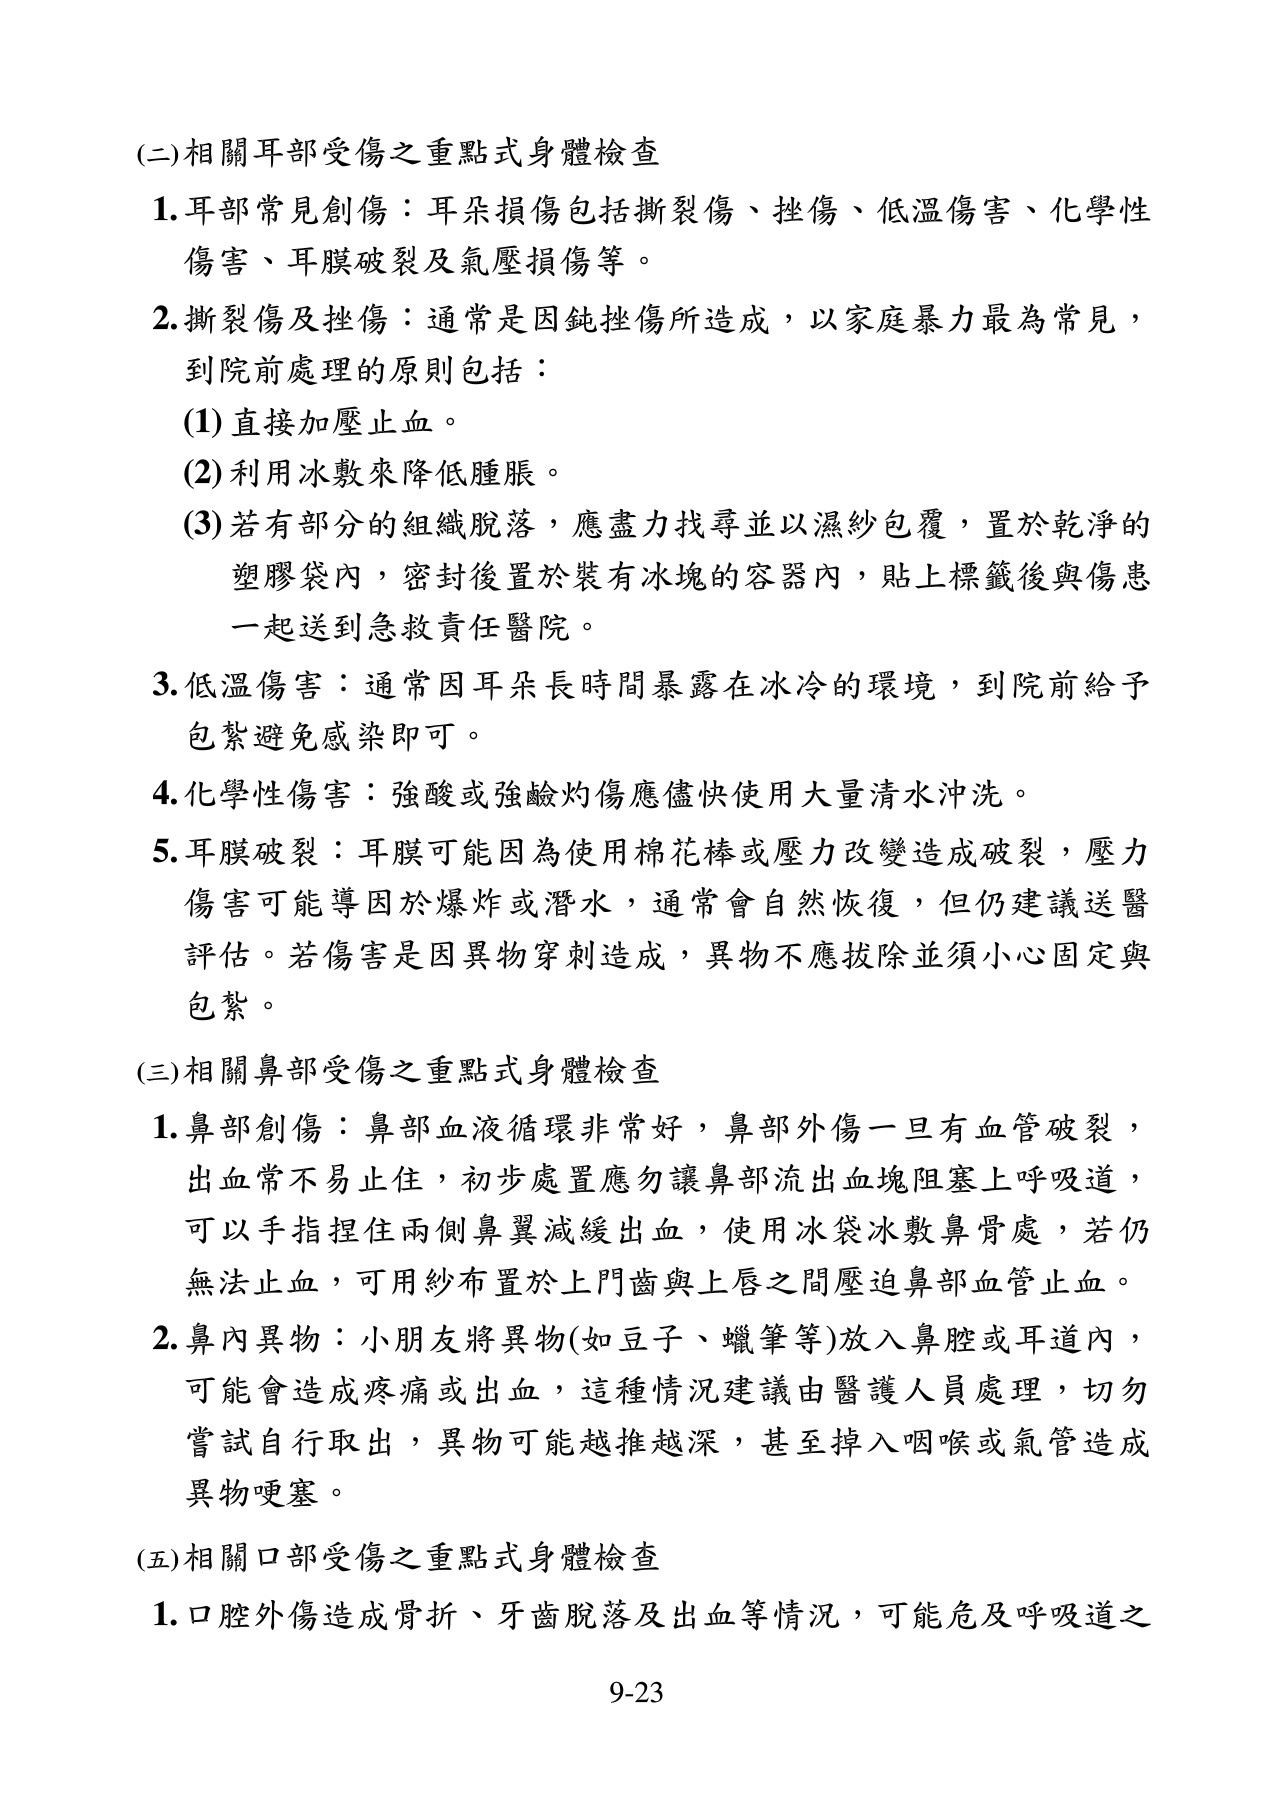 (二)相關耳部受傷之重點式身體檢查
1.耳部常見創傷：耳朵損傷包括撕裂傷、挫傷、低溫傷害、化學性
傷害、耳膜破裂及氣壓損傷等。
2.撕裂傷及挫傷：通常是因鈍挫傷所造成，以家庭暴力最為常見，
到院前處理的原則包括：
(1)直接加壓止血。
(2)利用冰敷來降低腫脹。
(3)若有部分的組織脫落，應盡力找尋並以濕紗包覆，置於乾淨的
塑膠袋內，密封後置於裝有冰塊的容器內，貼上標籤後與傷患
一起送到急救責任醫院。
3.低溫傷害：通常因耳朵長時間暴露在冰冷的環境，到院前給予
包紮避免感染即可。
4.化學性傷害：強酸或強鹼灼傷應儘快使用大量清水沖洗。
5.耳膜破裂：耳膜可能因為使用棉花棒或壓力改變造成破裂，壓力
傷害可能導因於爆炸或潛水，通常會自然恢復，但仍建議送醫
評估。若傷害是因異物穿刺造成，異物不應拔除並須小心固定與
包紮。
(三)相關鼻部受傷之重點式身體檢查
1.鼻部創傷：鼻部血液循環非常好，鼻部外傷一旦有血管破裂，
出血常不易止住，初步處置應勿讓鼻部流出血塊阻塞上呼吸道，
可以手指捏住兩側鼻翼減緩出血，使用冰袋冰敷鼻骨處，若仍
無法止血，可用紗布置於上門齒與上唇之間壓迫鼻部血管止血。
2.鼻內異物：小朋友將異物(如豆子、蠟筆等)放入鼻腔或耳道內，
可能會造成疼痛或出血，這種情況建議由醫護人員處理，切勿
嘗試自行取出，異物可能越推越深，甚至掉入咽喉或氣管造成
異物哽塞。
(五)相關口部受傷之重點式身體檢查
1.口腔外傷造成骨折、牙齒脫落及出血等情況，可能危及呼吸道之
9-23